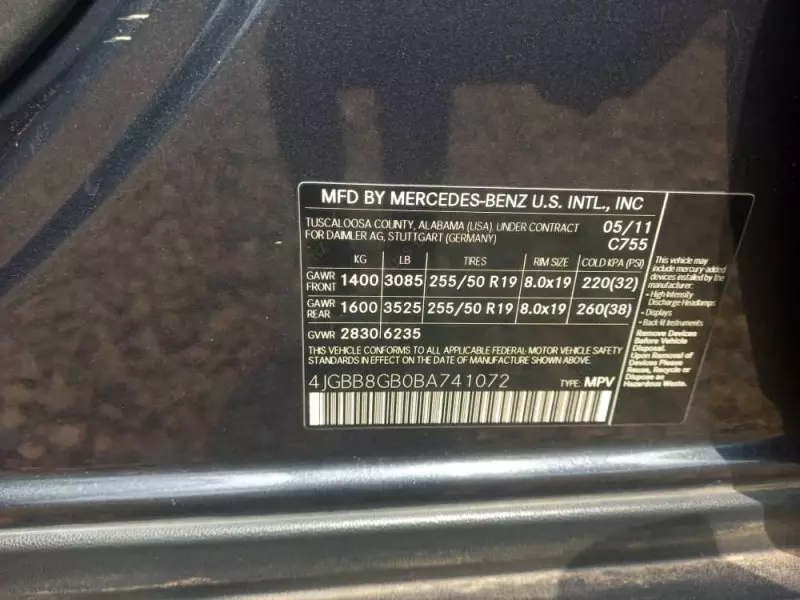 MFD BY MERCEDES-BENZ U.S. INTL., INC
TUSCALOOSA COUNTY, ALABAMA (USA), UNDER CONTRACT
FOR DAIMLER AG, STUTTGART (GERMANY)
05/11
C755
KG LB TIRES RIM SIZE COLD KPA (PSI)
GAWR FRONT 1400 3085 255/50 R19 8.0x19 220(32)
GAWR REAR 1600 3525 255/50 R19 8.0x19 260(38)
GVWR 2830 6235
THIS VEHICLE CONFORMS TO ALL APPLICABLE FEDERAL MOTOR VEHICLE SAFETY
STANDARDS IN EFFECT ON THE DATE OF MANUFACTURE SHOWN ABOVE.
4JGBB8GB0BA741072
TYPE: MPV
This vehicle may
include mercury-added
devices installed by the
manufacturer:
- High Intensity
Discharge Headlamps
- Displays
- Back-lit Instruments
Remove Devices
Before Vehicle
Disposal.
Upon Removal of
Devices Please
Reuse, Recycle or
Dispose as
Hazardous Waste.